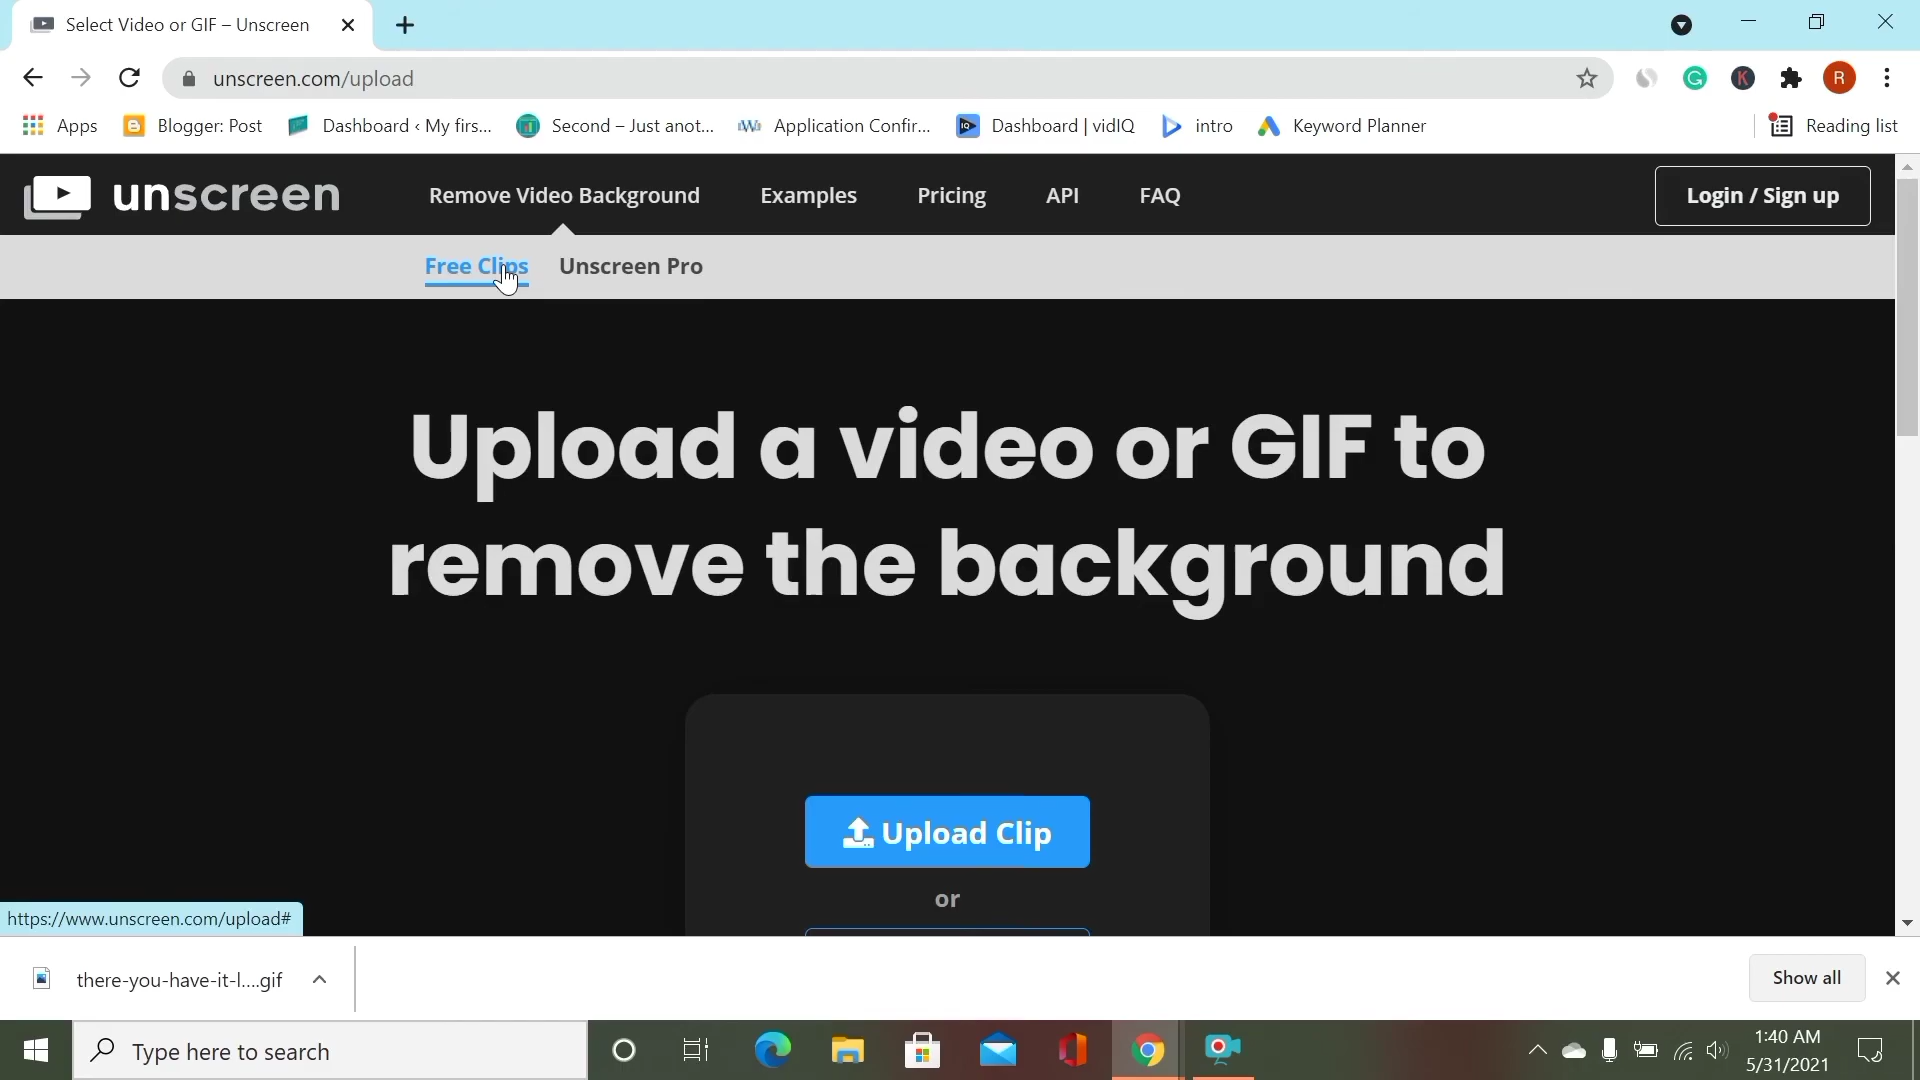 Select Video or GIF – Unscreen
unscreen.com/upload
K
R
Apps
Blogger: Post
Dashboard ‹ My firs...
Second – Just anot...
Application Confir...
Dashboard | vidIQ
intro
Keyword Planner
Reading list
unscreen
Remove Video Background
Examples
Pricing
API
FAQ
Login / Sign up
Free Clips
Unscreen Pro
Upload a video or GIF to
remove the background
Upload Clip
or
https://www.unscreen.com/upload#
there-you-have-it-l....gif
Show all
Type here to search
1:40 AM
5/31/2021